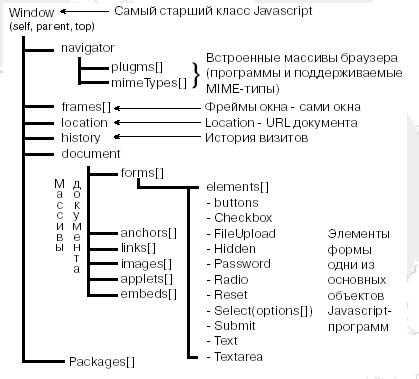 Window
Самый старший класс Javascript
(self, parent, top)
navigator
plugms[]
mimeTypes[]
Встроенные массивы браузера
(программы и поддерживаемые
MIME-типы)
frames[]
Фреймы окна - сами окна
location
Location - URL документа
history
История визитов
document
Массивы
документа
forms[]
elements[]
- buttons
- Checkbox
- FileUpload
- Hidden
- Password
- Radio
- Reset
- Select(options[])
- Submit
- Text
- Textarea
Элементы
формы
одни из
основных
объектов
Javascript-
программ
anchors[]
links[]
images[]
applets[]
embeds[]
Packages[]